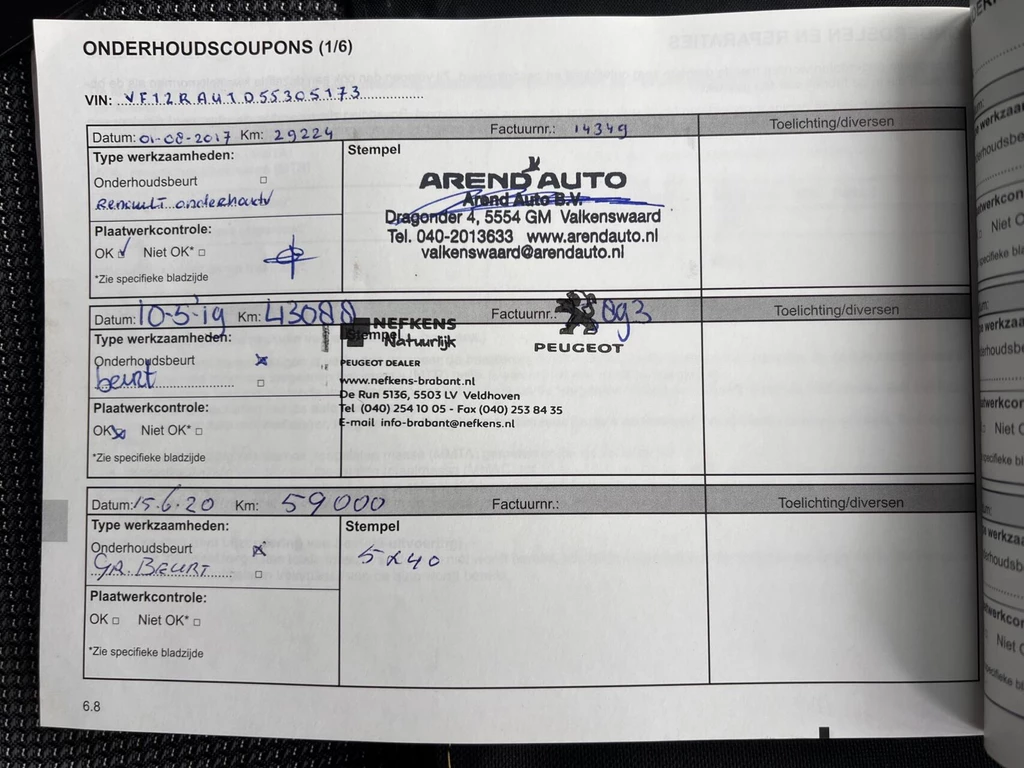 ONDERHOUDSCOUPONS (1/6)
VIN: VF12RAU1D55305173
Datum: 01-08-2017 Km: 29224 Factuurnr.: 14349 Toelichting/diversen
Type werkzaamheden:
Stempel
Onderhoudsbeurt
Renault onderhoud
AREND AUTO
Arend Auto B.V.
Dragonder 4, 5554 GM Valkenswaard
Tel. 040-2013633 www.arendauto.nl
valkenswaard@arendauto.nl
Plaatwerkcontrole:
OK Niet OK*
*Zie specifieke bladzijde
Datum: 10-5-19 Km: 43088 Factuurnr.: Toelichting/diversen
Type werkzaamheden:
Stempel
NEFKENS
Natuurlijk
PEUGEOT
PEUGEOT DEALER
www.nefkens-brabant.nl
De Run 5136, 5503 LV Veldhoven
Tel (040) 254 10 05 - Fax (040) 253 84 35
E-mail info-brabant@nefkens.nl
Onderhoudsbeurt
beurt
Plaatwerkcontrole:
OK Niet OK*
*Zie specifieke bladzijde
Datum: 15.6.20 Km: 59000 Factuurnr.: Toelichting/diversen
Type werkzaamheden:
Stempel
Onderhoudsbeurt
GR. BEURT
5x40
Plaatwerkcontrole:
OK Niet OK*
*Zie specifieke bladzijde
6.8